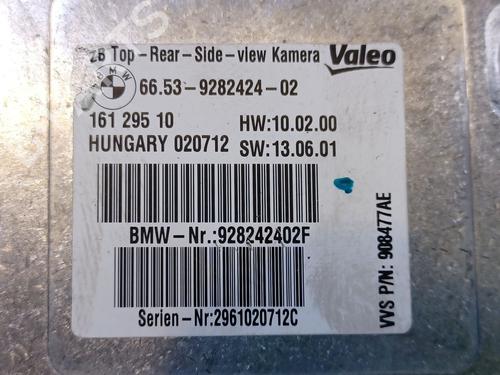 ZB Top-Rear-Side-view Kamera
Valeo
BMW
66.53-9282424-02
161 295 10
HW:10.02.00
HUNGARY 020712
SW:13.06.01
BMW-Nr.:928242402F
Serien-Nr:2961020712C
VVS P/N: 908477AE